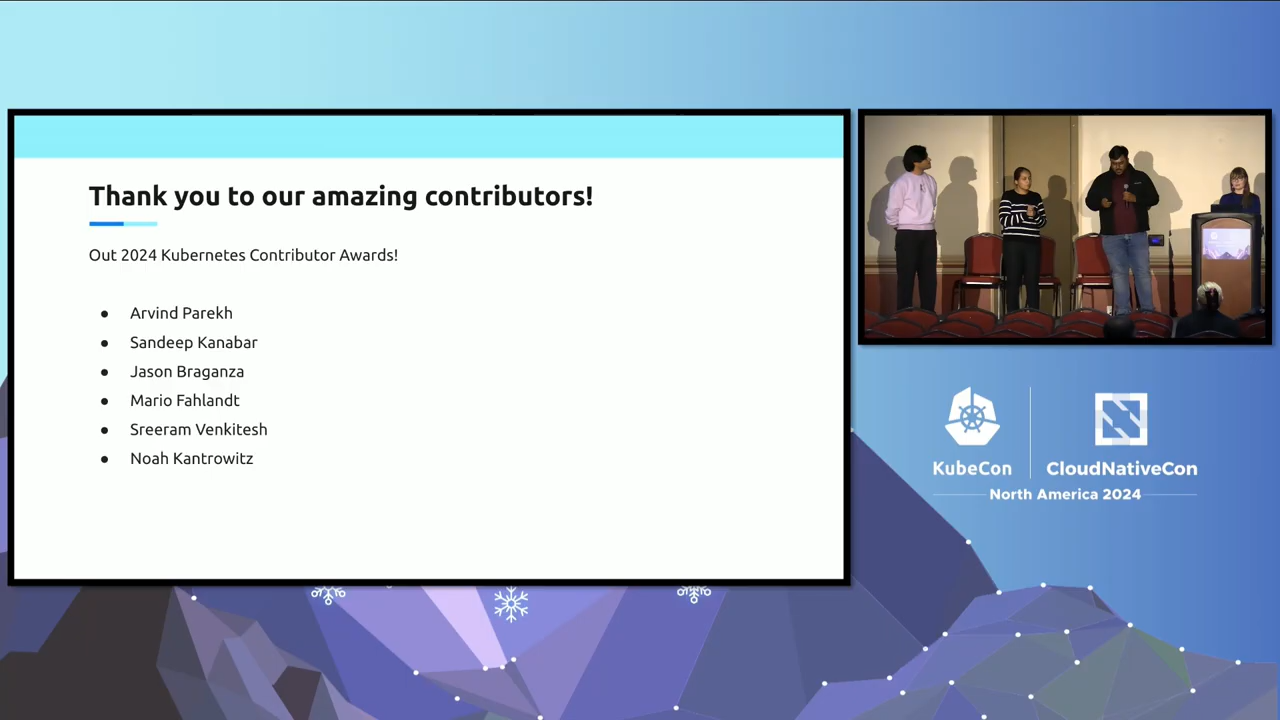 Thank you to our amazing contributors!
Out 2024 Kubernetes Contributor Awards!
● Arvind Parekh
● Sandeep Kanabar
● Jason Braganza
● Mario Fahlandt
● Sreeram Venkitesh
● Noah Kantrowitz
KubeCon
CloudNativeCon
North America 2024